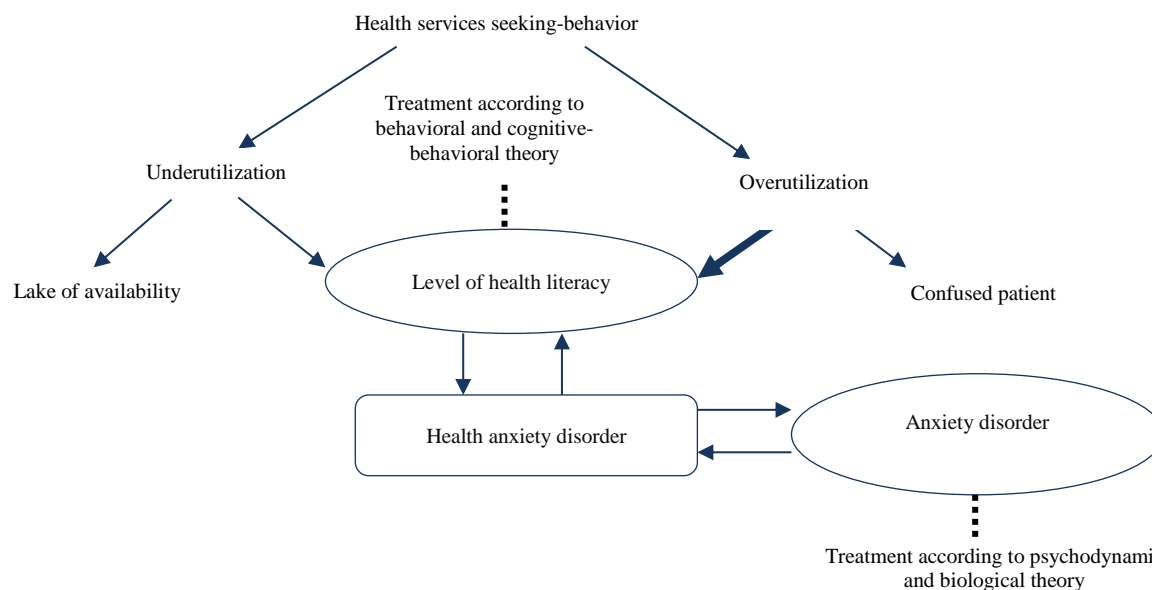 Health services seeking-behavior
Treatment according to
behavioral and cognitive-
behavioral theory
Underutilization
Overutilization
Lake of availability
Level of health literacy
Confused patient
Health anxiety disorder
Anxiety disorder
Treatment according to psychodynami
and biological theory